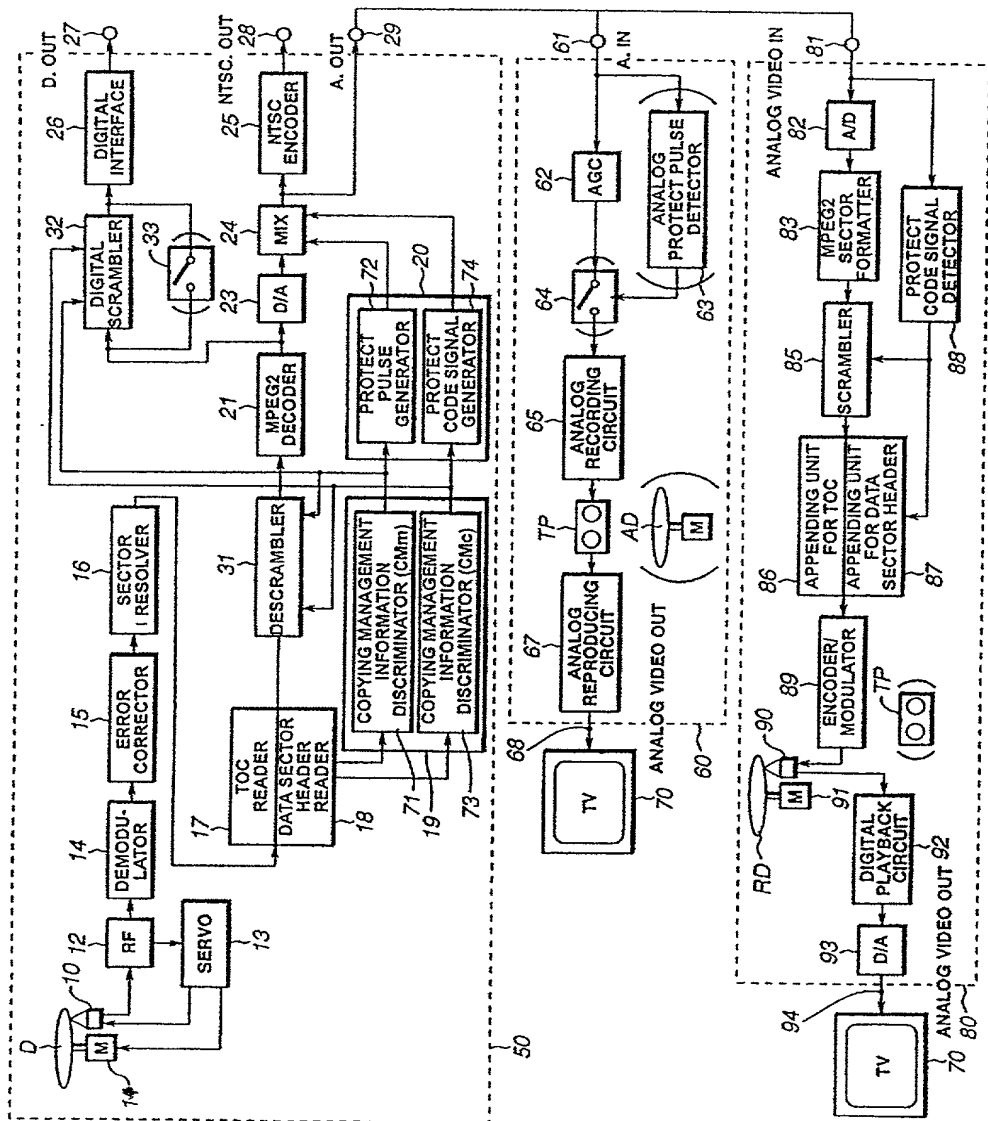 D
10
M
14
RF
12
SERVO
13
DEMODU-
LATOR
14
ERROR
CORRECTOR
15
SECTOR
RESOLVER
16
TOC
READER
DATA SECTOR
HEADER
READER
17
18
DESCRAMBLER
31
COPYING MANAGEMENT
INFORMATION
DISCRIMINATOR (CMm)
COPYING MANAGEMENT
INFORMATION
DISCRIMINATOR (CMc)
71
19
73
MPEG2
DECODER
21
PROTECT
PULSE
GENERATOR
PROTECT
CODE SIGNAL
GENERATOR
72
20
74
D/A
23
MIX
24
NTSC
ENCODER
25
DIGITAL
SCRAMBLER
32
33
DIGITAL
INTERFACE
26
D. OUT
27
NTSC. OUT
28
A. OUT
29
50
61
A. IN
AGC
62
ANALOG
PROTECT PULSE
DETECTOR
63
64
ANALOG
RECORDING
CIRCUIT
65
TP
AD
M
ANALOG
REPRODUCING
CIRCUIT
67
68
ANALOG VIDEO OUT
60
TV
70
81
ANALOG VIDEO IN
A/D
82
MPEG2
SECTOR
FORMATTER
83
PROTECT
CODE SIGNAL
DETECTOR
88
SCRAMBLER
85
APPENDING UNIT
FOR TOC
APPENDING UNIT
FOR DATA
SECTOR HEADER
86
87
ENCODER/
MODULATOR
89
TP
90
RD
M
91
DIGITAL
PLAYBACK
CIRCUIT
92
D/A
93
ANALOG VIDEO OUT
94
80
TV
70